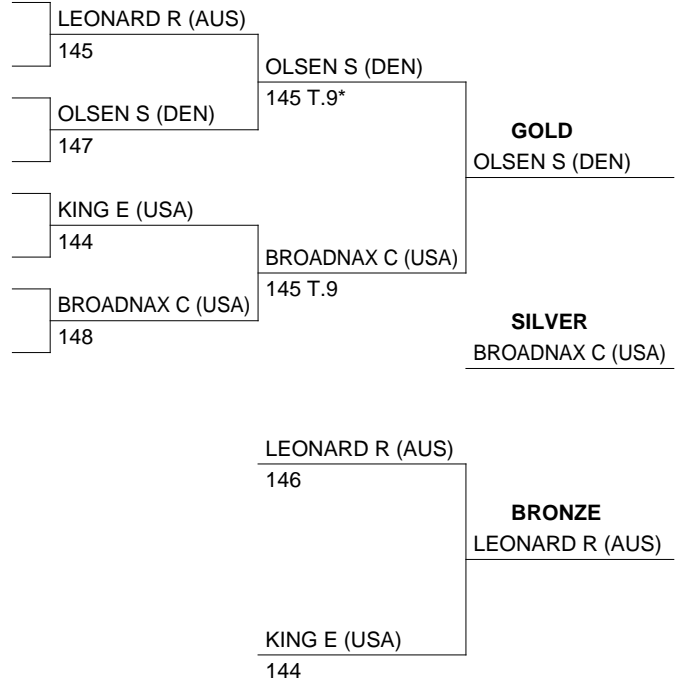 LEONARD R (AUS)
145
OLSEN S (DEN)
145 T.9*
OLSEN S (DEN)
147
GOLD
OLSEN S (DEN)
KING E (USA)
144
BROADNAX C (USA)
145 T.9
BROADNAX C (USA)
148
SILVER
BROADNAX C (USA)
LEONARD R (AUS)
146
BRONZE
LEONARD R (AUS)
KING E (USA)
144